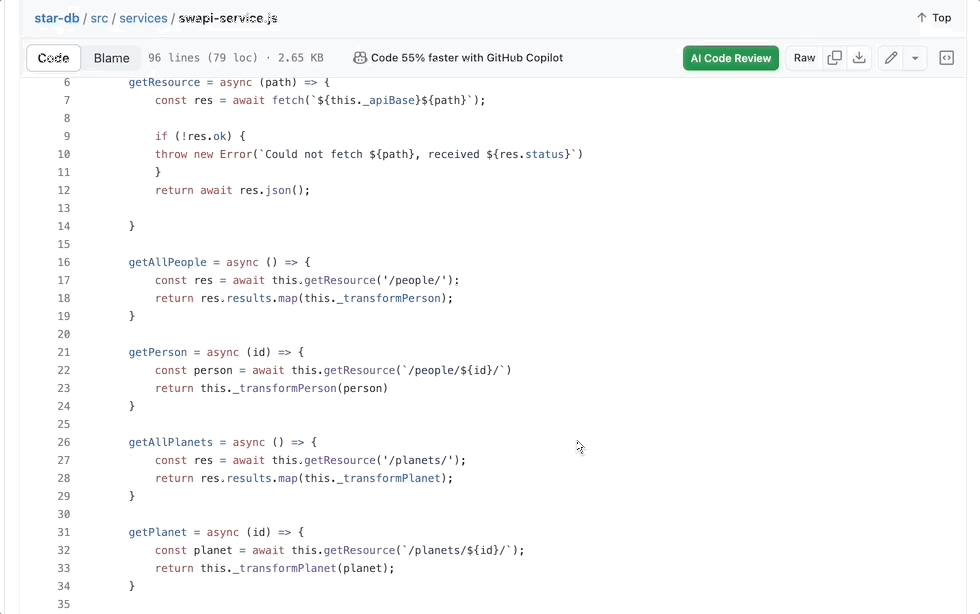 star-db / src / services / swapi-service.js
Top
Code Blame 96 lines (79 loc) · 2.65 KB Code 55% faster with GitHub Copilot AI Code Review Raw
6 getResource = async (path) => {
7 const res = await fetch(`${this._apiBase}${path}`);
8
9 if (!res.ok) {
10 throw new Error(`Could not fetch ${path}, received ${res.status}`)
11 }
12 return await res.json();
13
14 }
15
16 getAllPeople = async () => {
17 const res = await this.getResource('/people/');
18 return res.results.map(this._transformPerson);
19 }
20
21 getPerson = async (id) => {
22 const person = await this.getResource(`/people/${id}/`)
23 return this._transformPerson(person)
24 }
25
26 getAllPlanets = async () => {
27 const res = await this.getResource('/planets/');
28 return res.results.map(this._transformPlanet);
29 }
30
31 getPlanet = async (id) => {
32 const planet = await this.getResource(`/planets/${id}/`);
33 return this._transformPlanet(planet);
34 }
35